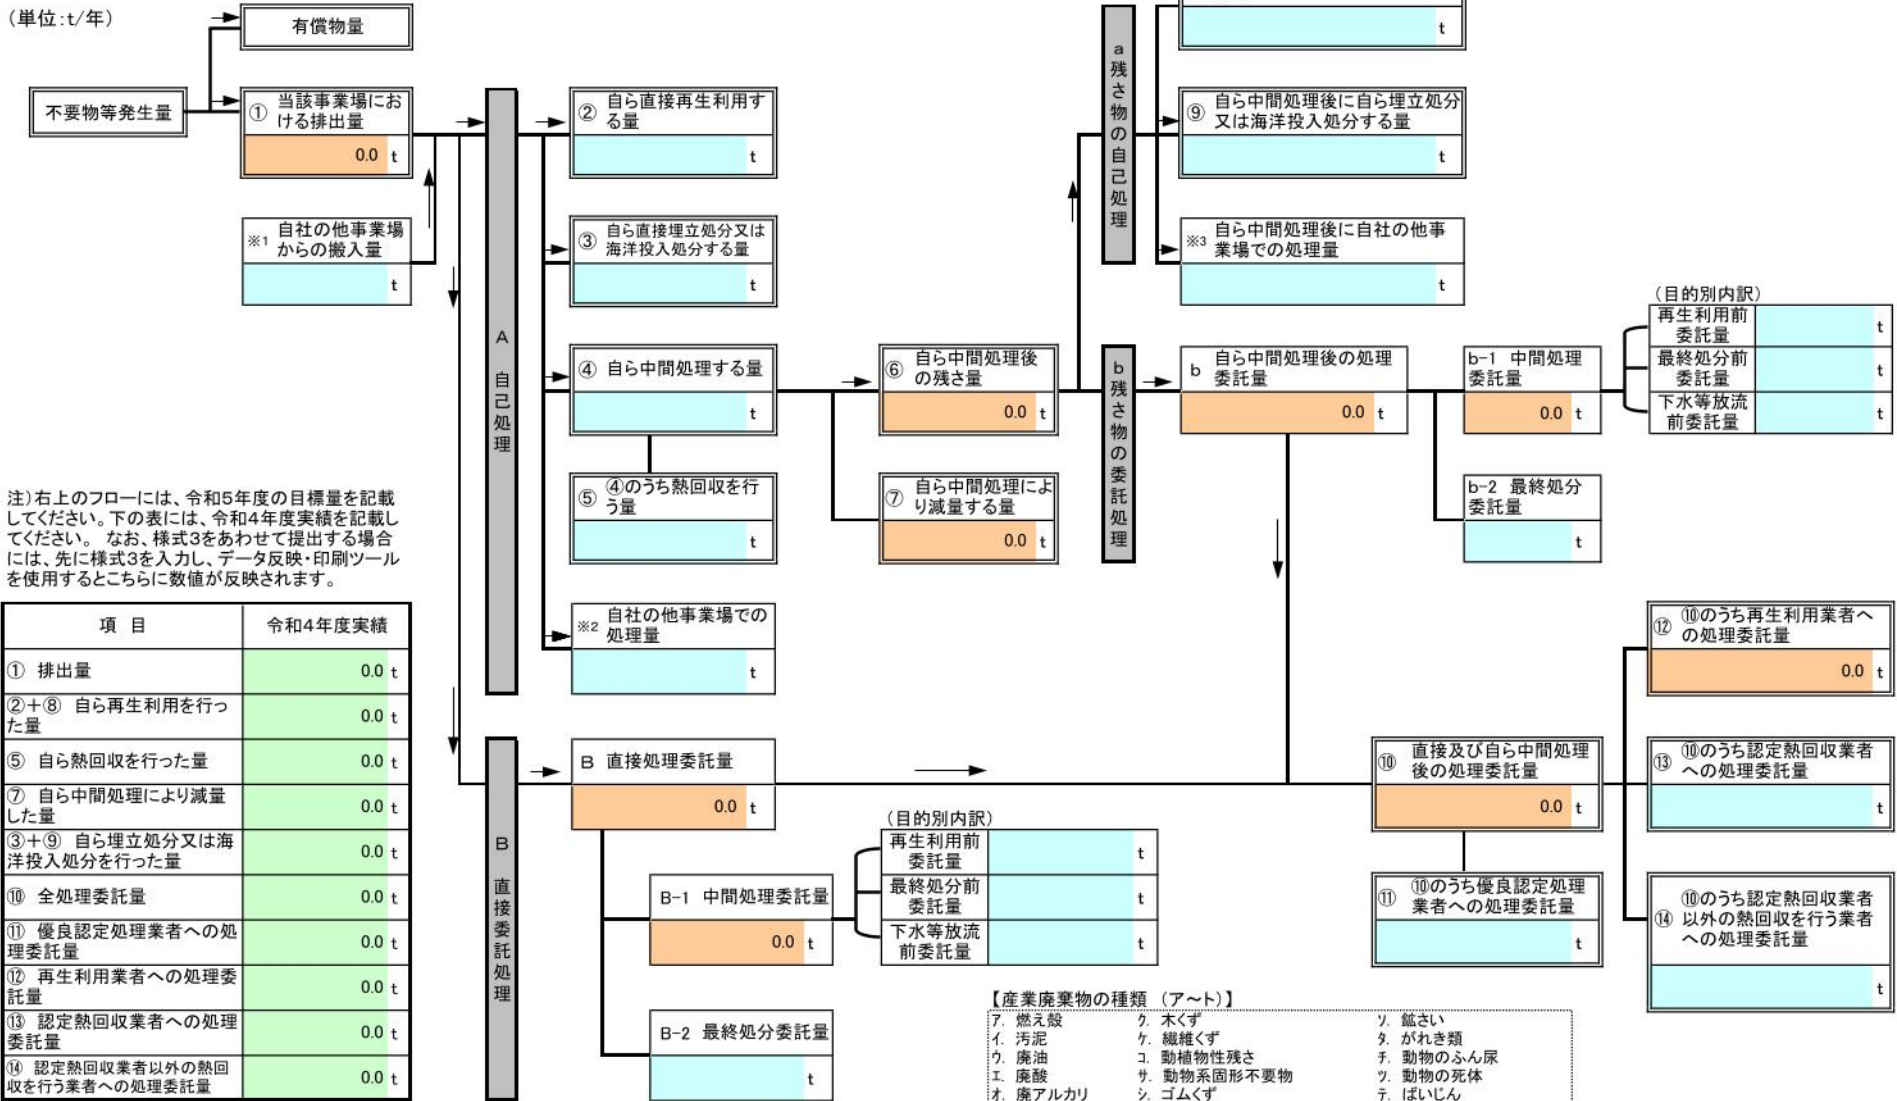 (単位:t/年)
有償物量
t
不要物等発生量
① 当該事業場にお
ける排出量
0.0 t
※1 自社の他事業場
からの搬入量
t
A 自己処理
② 自ら直接再生利用す
る量
t
③ 自ら直接埋立処分又は
海洋投入処分する量
t
④ 自ら中間処理する量
t
⑤ ④のうち熱回収を行
う量
t
※2 自社の他事業場での
処理量
t
⑥ 自ら中間処理後
の残さ量
0.0 t
⑦ 自ら中間処理によ
り減量する量
0.0 t
a 残さ物の自己処理
⑨ 自ら中間処理後に自ら埋立処分
又は海洋投入処分する量
t
※3 自ら中間処理後に自社の他事
業場での処理量
t
b 残さ物の委託処理
b 自ら中間処理後の処理
委託量
0.0 t
b-1 中間処理
委託量
0.0 t
(目的別内訳)
再生利用前
委託量
t
最終処分前
委託量
t
下水等放流
前委託量
t
b-2 最終処分
委託量
t
注)右上のフローには、令和5年度の目標量を記載
してください。下の表には、令和4年度実績を記載し
てください。 なお、様式3をあわせて提出する場合
には、先に様式3を入力し、データ反映・印刷ツール
を使用するとこちらに数値が反映されます。
項 目 令和4年度実績
① 排出量 0.0 t
②+⑧ 自ら再生利用を行っ
た量 0.0 t
⑤ 自ら熱回収を行った量 0.0 t
⑦ 自ら中間処理により減量
した量 0.0 t
③+⑨ 自ら埋立処分又は海
洋投入処分を行った量 0.0 t
⑩ 全処理委託量 0.0 t
⑪ 優良認定処理業者への処
理委託量 0.0 t
⑫ 再生利用業者への処理委
託量 0.0 t
⑬ 認定熱回収業者への処理
委託量 0.0 t
⑭ 認定熱回収業者以外の熱回
収を行う業者への処理委託量 0.0 t
B 直接委託処理
B 直接処理委託量
0.0 t
B-1 中間処理委託量
0.0 t
(目的別内訳)
再生利用前
委託量
t
最終処分前
委託量
t
下水等放流
前委託量
t
B-2 最終処分委託量
t
⑩ 直接及び自ら中間処理
後の処理委託量
0.0 t
⑪ ⑩のうち優良認定処理
業者への処理委託量
t
⑫ ⑩のうち再生利用業者へ
の処理委託量
0.0 t
⑬ ⑩のうち認定熱回収業者
への処理委託量
t
⑭ ⑩のうち認定熱回収業者
以外の熱回収を行う業者
への処理委託量
t
【産業廃棄物の種類 (ア~ト)】
ア. 燃え殻 ク. 木くず ソ. 鉱さい
イ. 汚泥 ケ. 繊維くず タ. がれき類
ウ. 廃油 コ. 動植物性残さ チ. 動物のふん尿
エ. 廃酸 サ. 動物系固形不要物 ツ. 動物の死体
オ. 廃アルカリ シ. ゴムくず テ. ばいじん